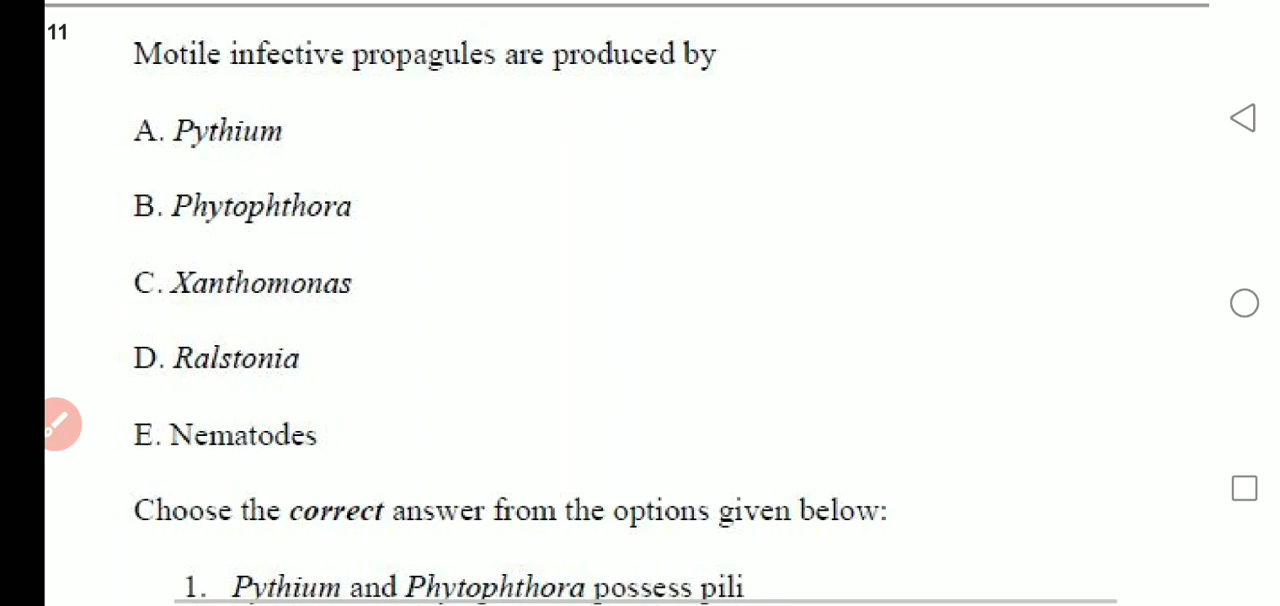 11
Motile infective propagules are produced by
A. Pythium
B. Phytophthora
C. Xanthomonas
D. Ralstonia
E. Nematodes
Choose the correct answer from the options given below:
1. Pythium and Phytophthora possess pili